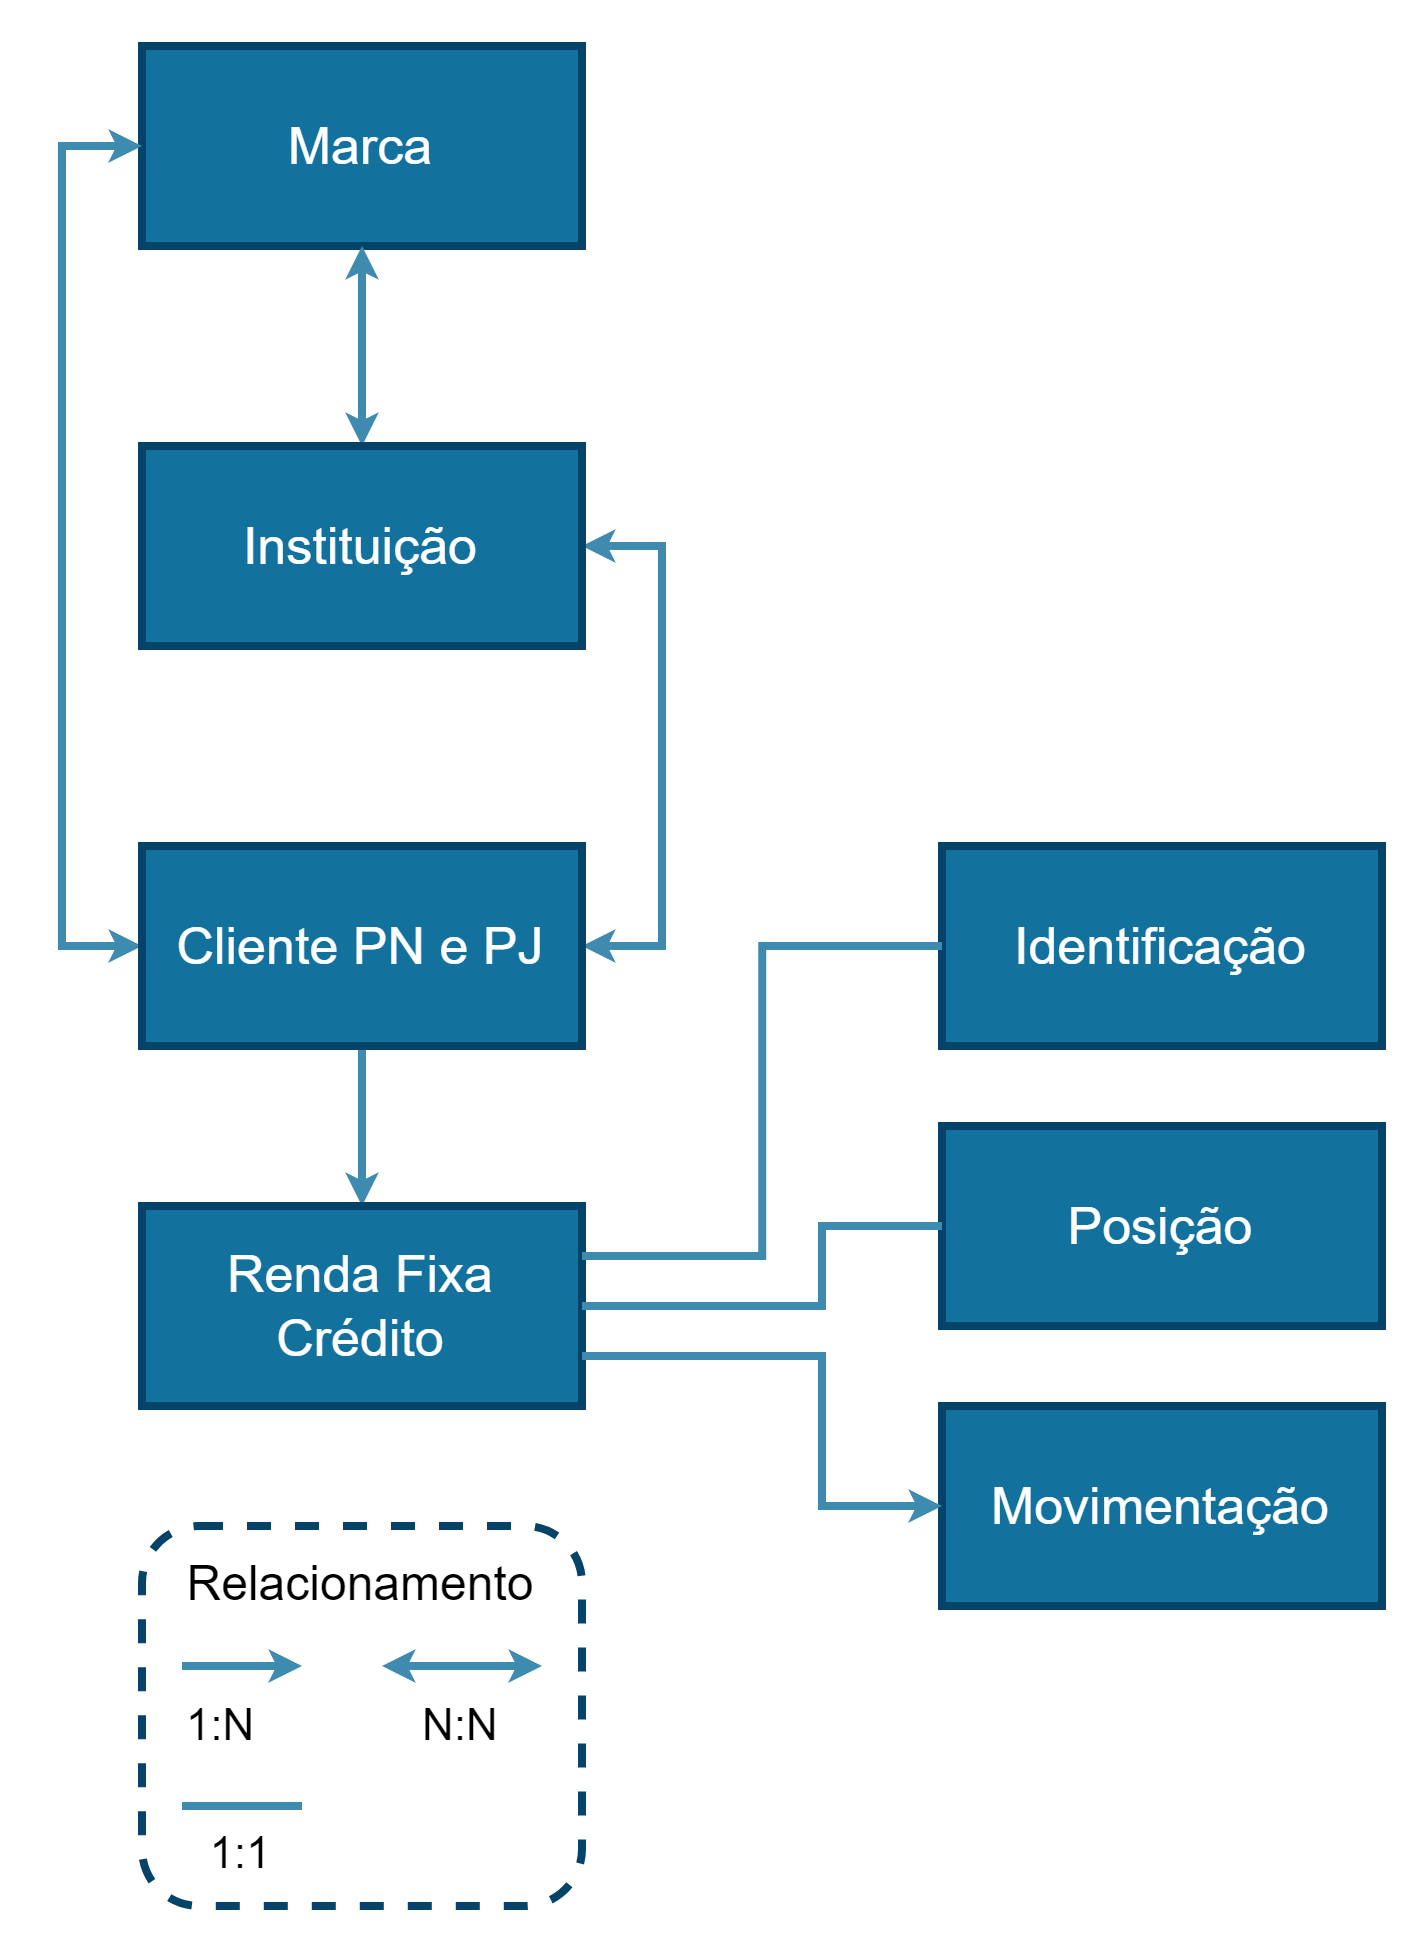 Marca
Instituição
Cliente PN e PJ
Identificação
Posição
Renda Fixa
Crédito
Movimentação
Relacionamento
1:N
N:N
1:1